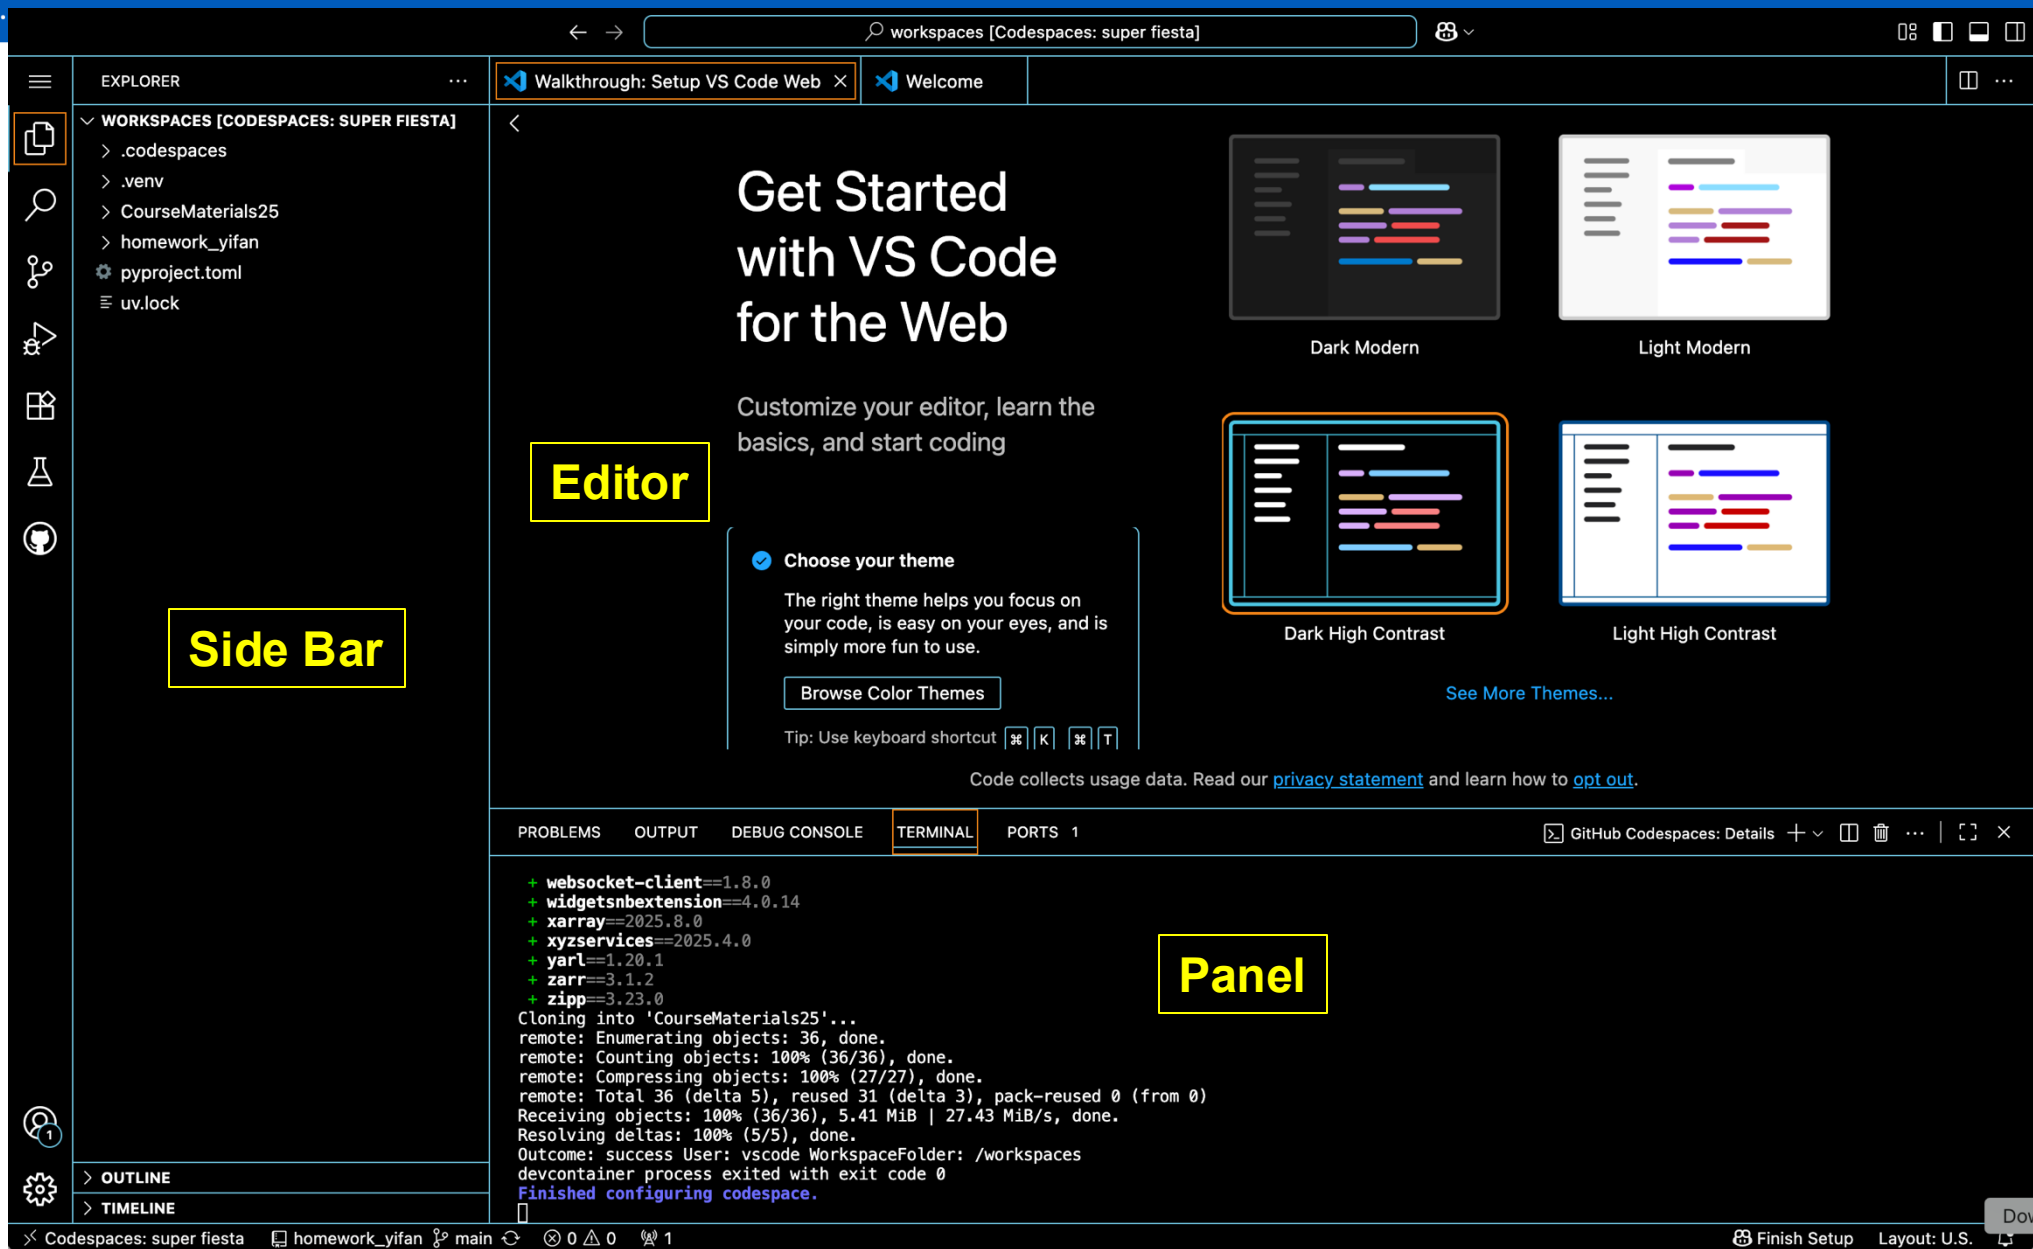 workspaces [Codespaces: super fiesta]
EXPLORER
Walkthrough: Setup VS Code Web
Welcome
WORKSPACES [CODESPACES: SUPER FIESTA]
.codespaces
.venv
CourseMaterials25
homework_yifan
pyproject.toml
uv.lock
Side Bar
1
OUTLINE
TIMELINE
Get Started
with VS Code
for the Web
Customize your editor, learn the
basics, and start coding
Editor
Choose your theme
The right theme helps you focus on
your code, is easy on your eyes, and is
simply more fun to use.
Browse Color Themes
Tip: Use keyboard shortcut ⌘ K ⌘ T
Dark Modern
Light Modern
Dark High Contrast
Light High Contrast
See More Themes...
Code collects usage data. Read our privacy statement and learn how to opt out.
PROBLEMS OUTPUT DEBUG CONSOLE TERMINAL PORTS 1
GitHub Codespaces: Details
+ websocket-client==1.8.0
+ widgetsnbextension==4.0.14
+ xarray==2025.8.0
+ xyzservices==2025.4.0
+ yarl==1.20.1
+ zarr==3.1.2
+ zipp==3.23.0
Cloning into 'CourseMaterials25'...
remote: Enumerating objects: 36, done.
remote: Counting objects: 100% (36/36), done.
remote: Compressing objects: 100% (27/27), done.
remote: Total 36 (delta 5), reused 31 (delta 3), pack-reused 0 (from 0)
Receiving objects: 100% (36/36), 5.41 MiB | 27.43 MiB/s, done.
Resolving deltas: 100% (5/5), done.
Outcome: success User: vscode WorkspaceFolder: /workspaces
devcontainer process exited with exit code 0
Finished configuring codespace.
Panel
Codespaces: super fiesta homework_yifan main 0 0 1
Finish Setup Layout: U.S.